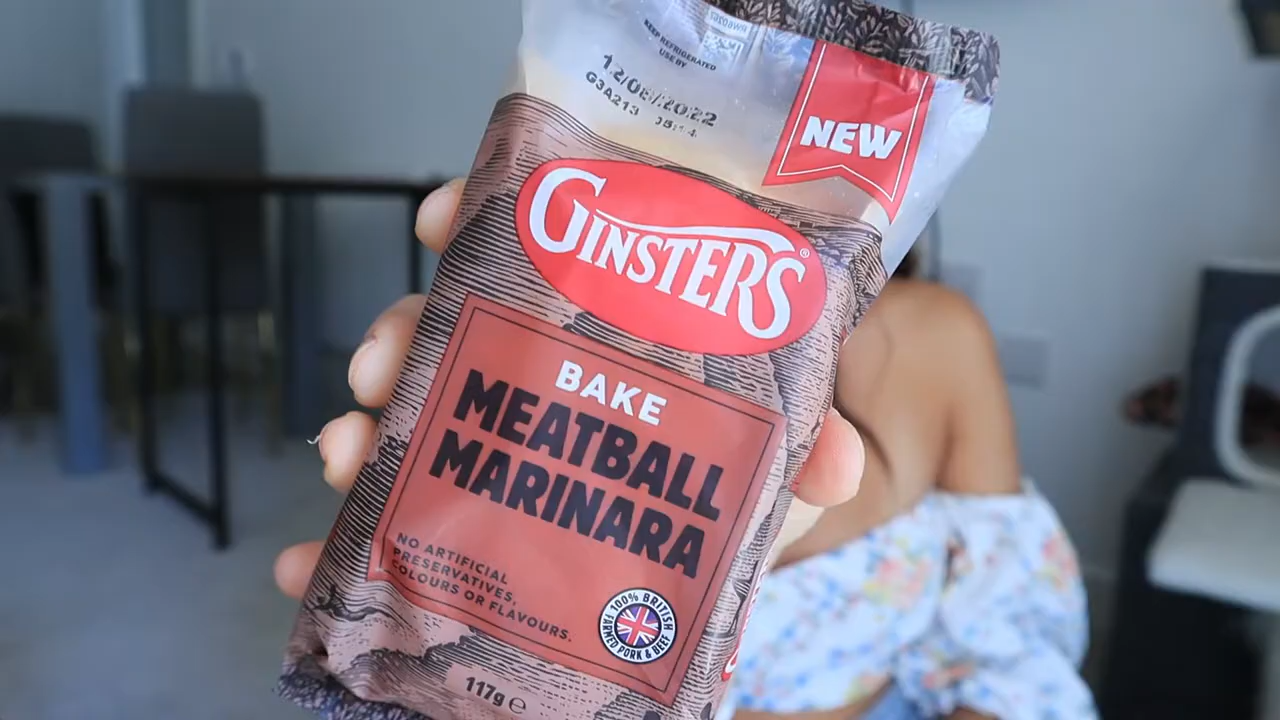 KEEP REFRIGERATED
USE BY
12/08/2022
G3A213
NEW
GINSTERS®
BAKE
MEATBALL
MARINARA
NO ARTIFICIAL
PRESERVATIVES,
COLOURS OR FLAVOURS.
100% BRITISH
FARMED PORK & BEEF
117g e